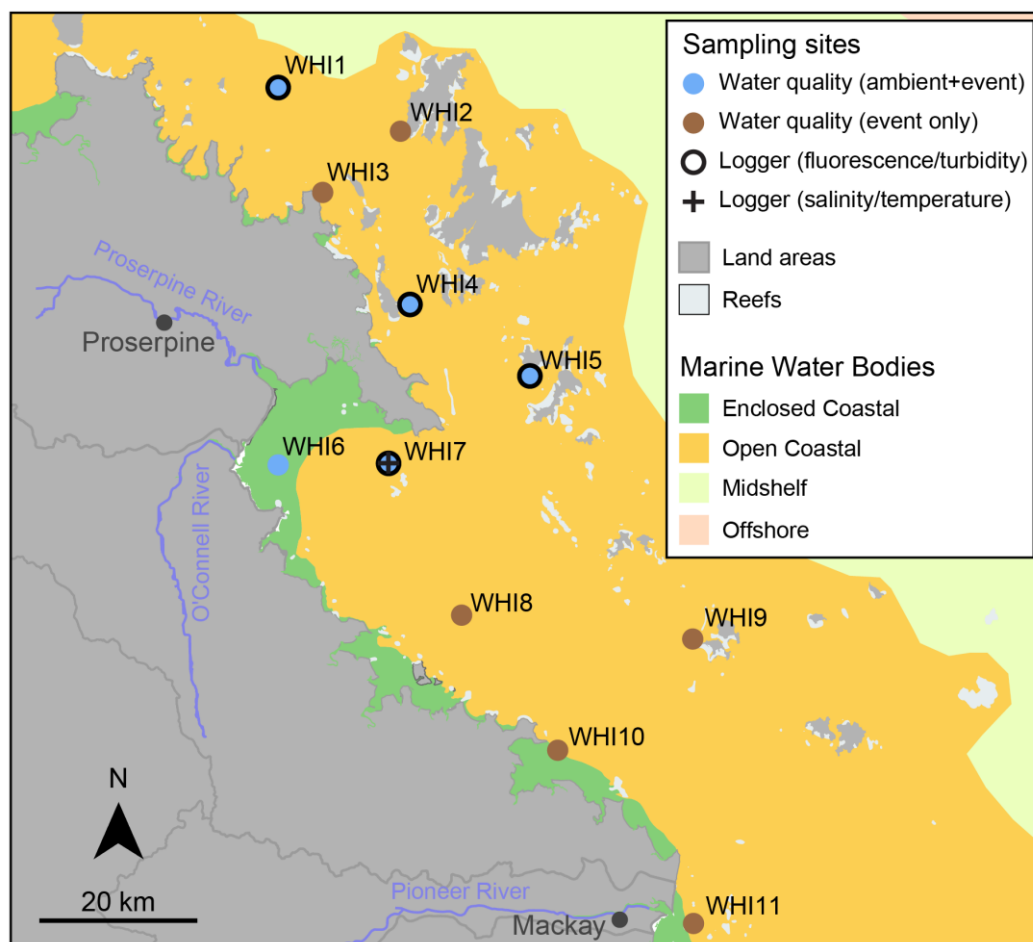 Sampling sites
Water quality (ambient+event)
Water quality (event only)
Logger (fluorescence/turbidity)
Logger (salinity/temperature)
Land areas
Reefs
Marine Water Bodies
Enclosed Coastal
Open Coastal
Midshelf
Offshore
WHI1
WHI2
WHI3
WHI4
WHI5
WHI6
WHI7
WHI8
WHI9
WHI10
WHI11
Proserpine River
Proserpine
O'Connell River
Pioneer River
Mackay
N
20 km